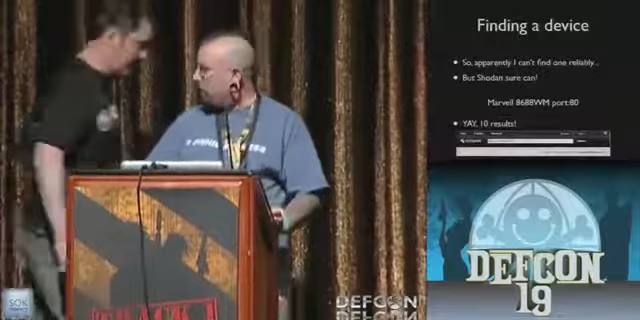 Finding a device
So, apparently I can't find one reliably...
But Shodan sure can!
Marvell 8688WM port:80
YAY, 10 results!
DEFCON
19
DEFCON
SOK